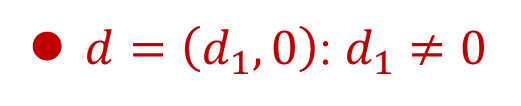 ● d = (d₁, 0): d₁ ≠ 0